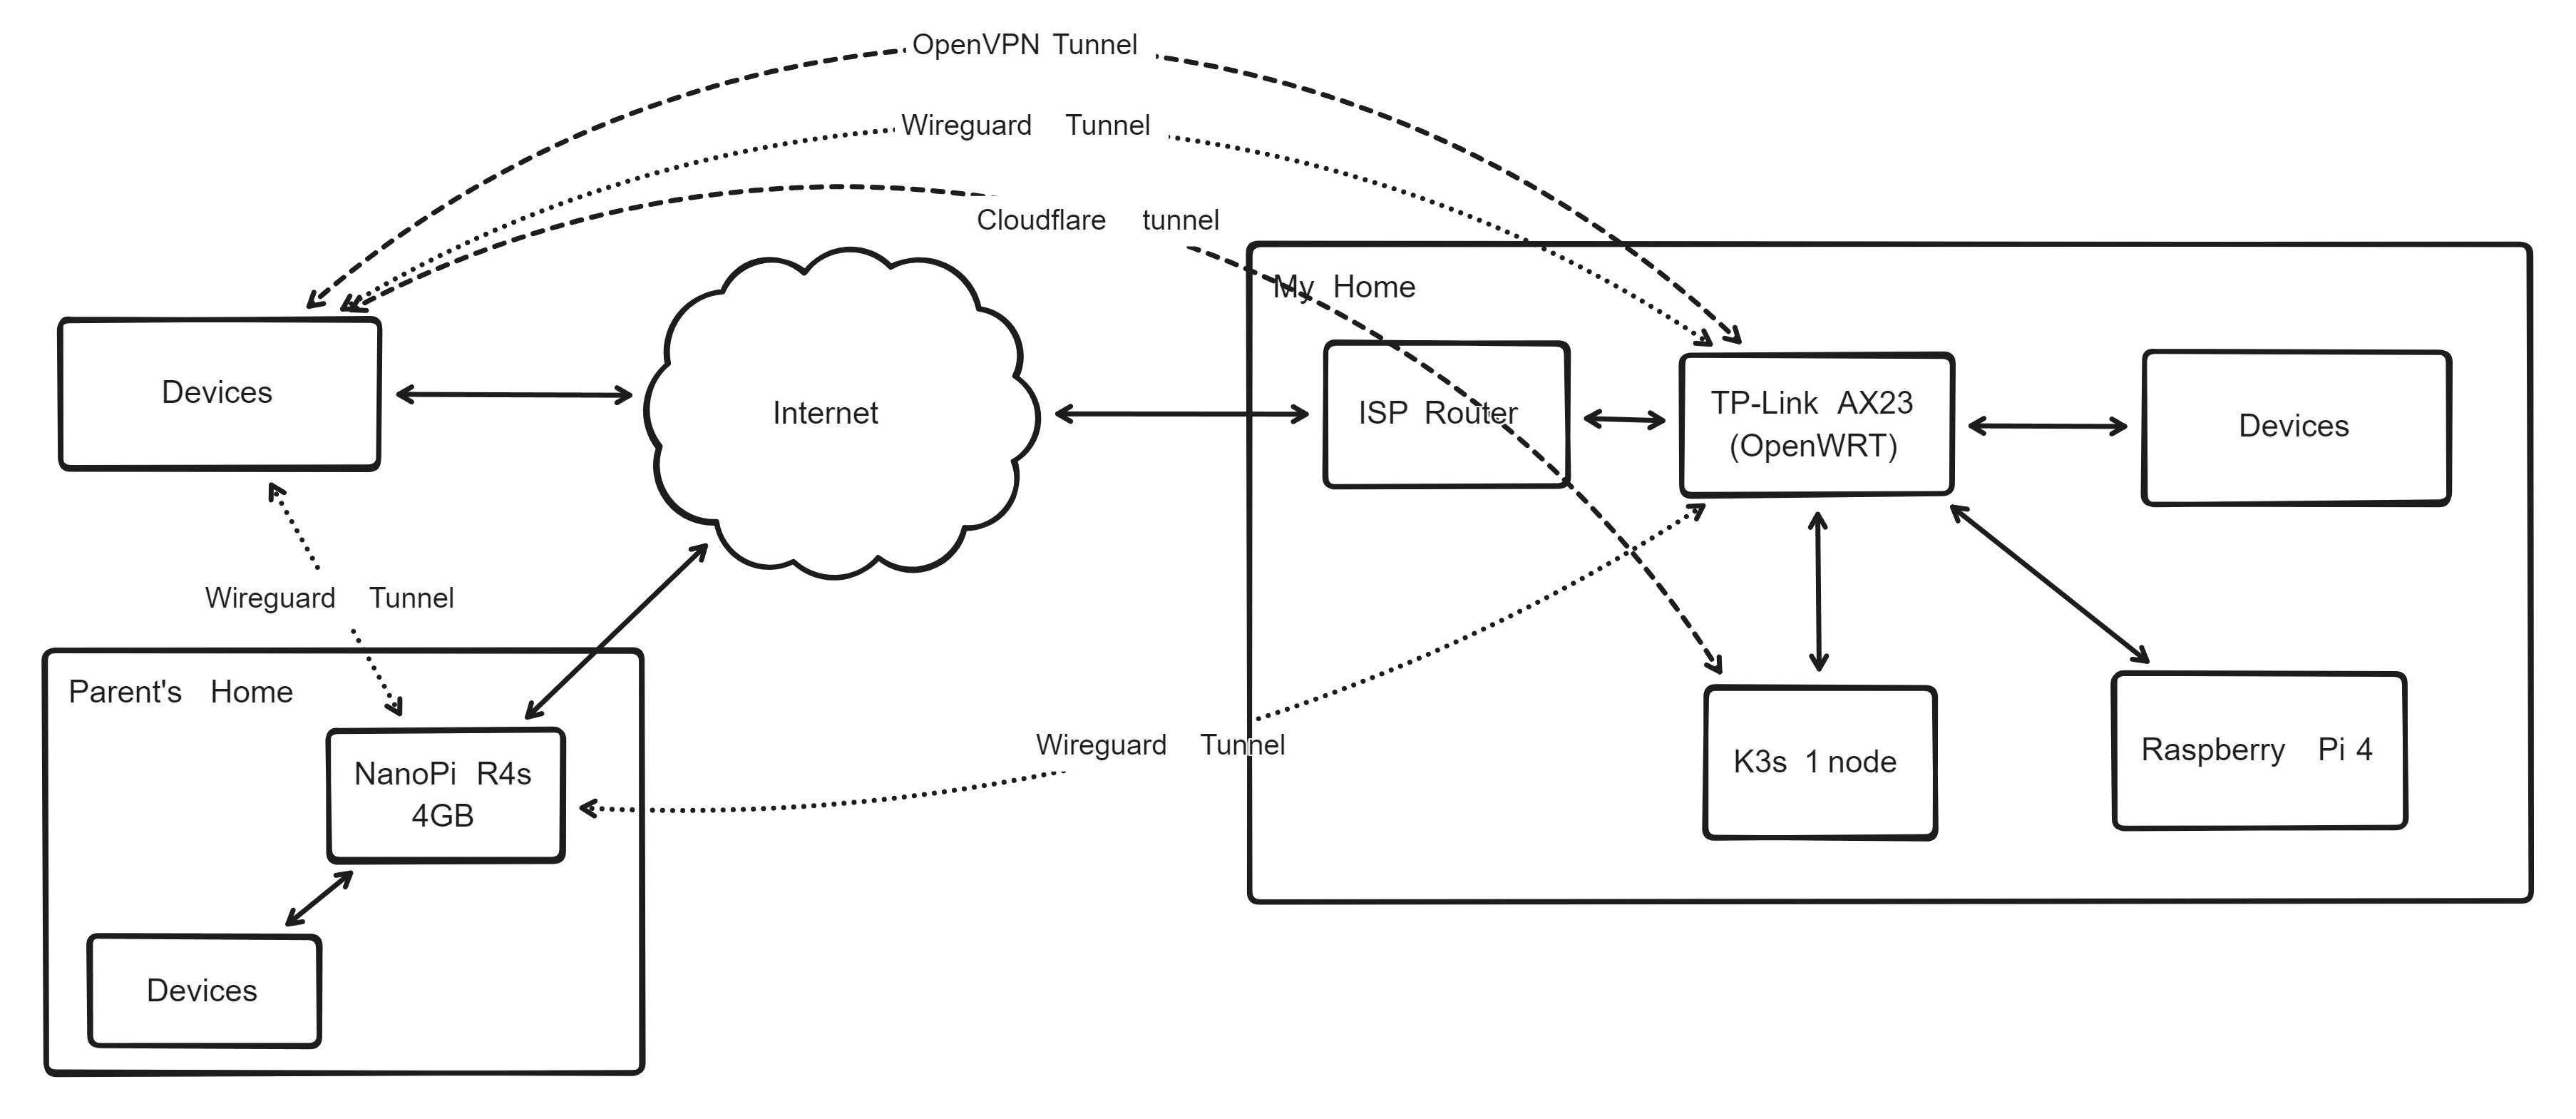 OpenVPN Tunnel
Wireguard Tunnel
Cloudflare tunnel
My Home
Devices
Internet
ISP Router
TP-Link AX23
(OpenWRT)
Devices
Wireguard Tunnel
Parent's Home
NanoPi R4s
4GB
Wireguard Tunnel
K3s 1 node
Raspberry Pi 4
Devices